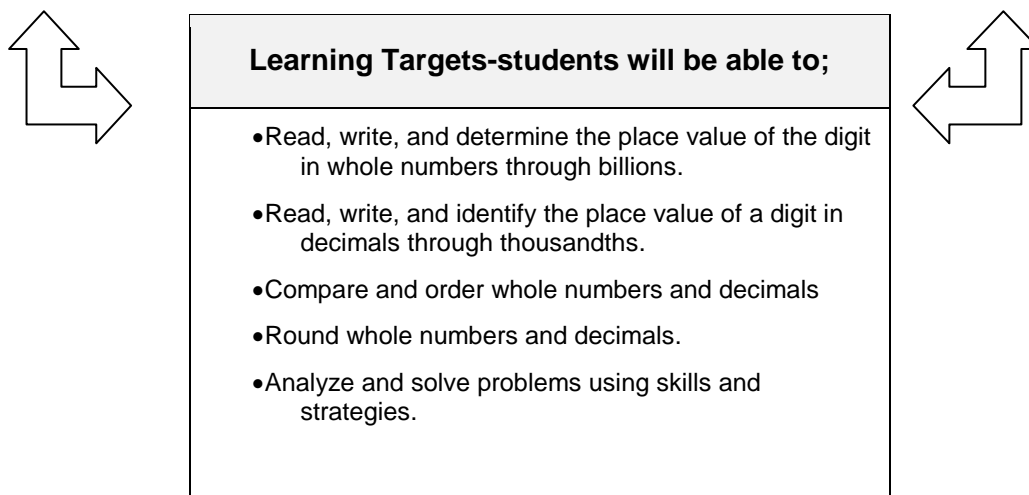 Learning Targets-students will be able to;
•Read, write, and determine the place value of the digit
in whole numbers through billions.
•Read, write, and identify the place value of a digit in
decimals through thousandths.
•Compare and order whole numbers and decimals
•Round whole numbers and decimals.
•Analyze and solve problems using skills and
strategies.